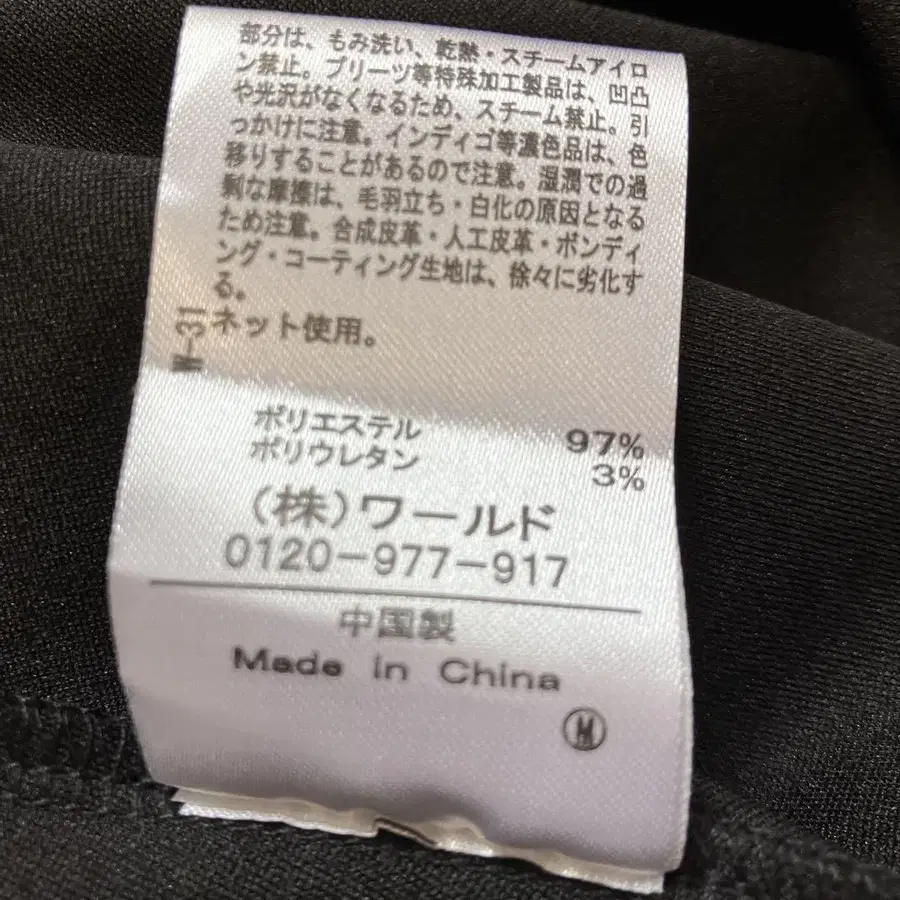 部分は、もみ洗い、乾熱・スチームアイロ
ン禁止。プリーツ等特殊加工製品は、凹凸
や光沢がなくなるため、スチーム禁止。引
っかけに注意。インディゴ等濃色品は、色
移りすることがあるので注意。湿潤での過
剰な摩擦は、毛羽立ち・白化の原因となる
ため注意。合成皮革・人工皮革・ボンディ
ング・コーティング生地は、徐々に劣化す
る。
ネット使用。
W-31
ポリエステル 97%
ポリウレタン 3%
(株)ワールド
0120-977-917
中国製
Made in China
M